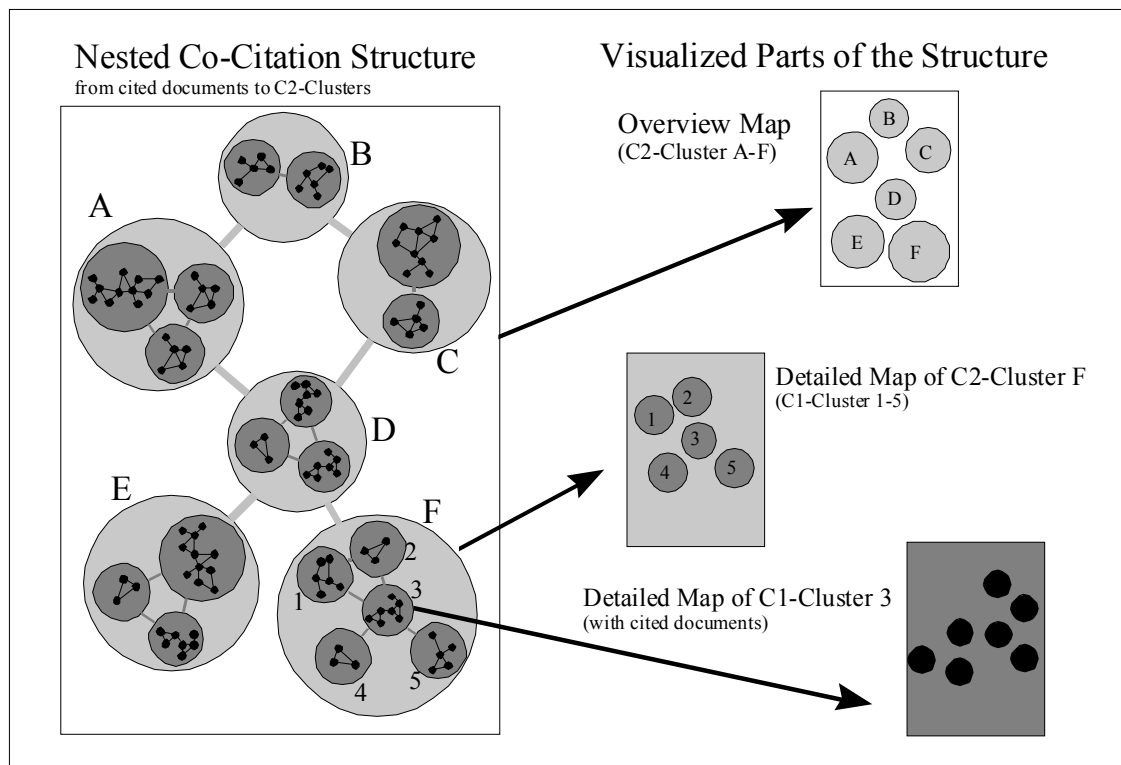 Nested Co-Citation Structure
from cited documents to C2-Clusters
B
A
C
D
E
F
2
1
3
4
5
Visualized Parts of the Structure
Overview Map
(C2-Cluster A-F)
B
A
C
D
E
F
Detailed Map of C2-Cluster F
(C1-Cluster 1-5)
2
1
3
4
5
Detailed Map of C1-Cluster 3
(with cited documents)